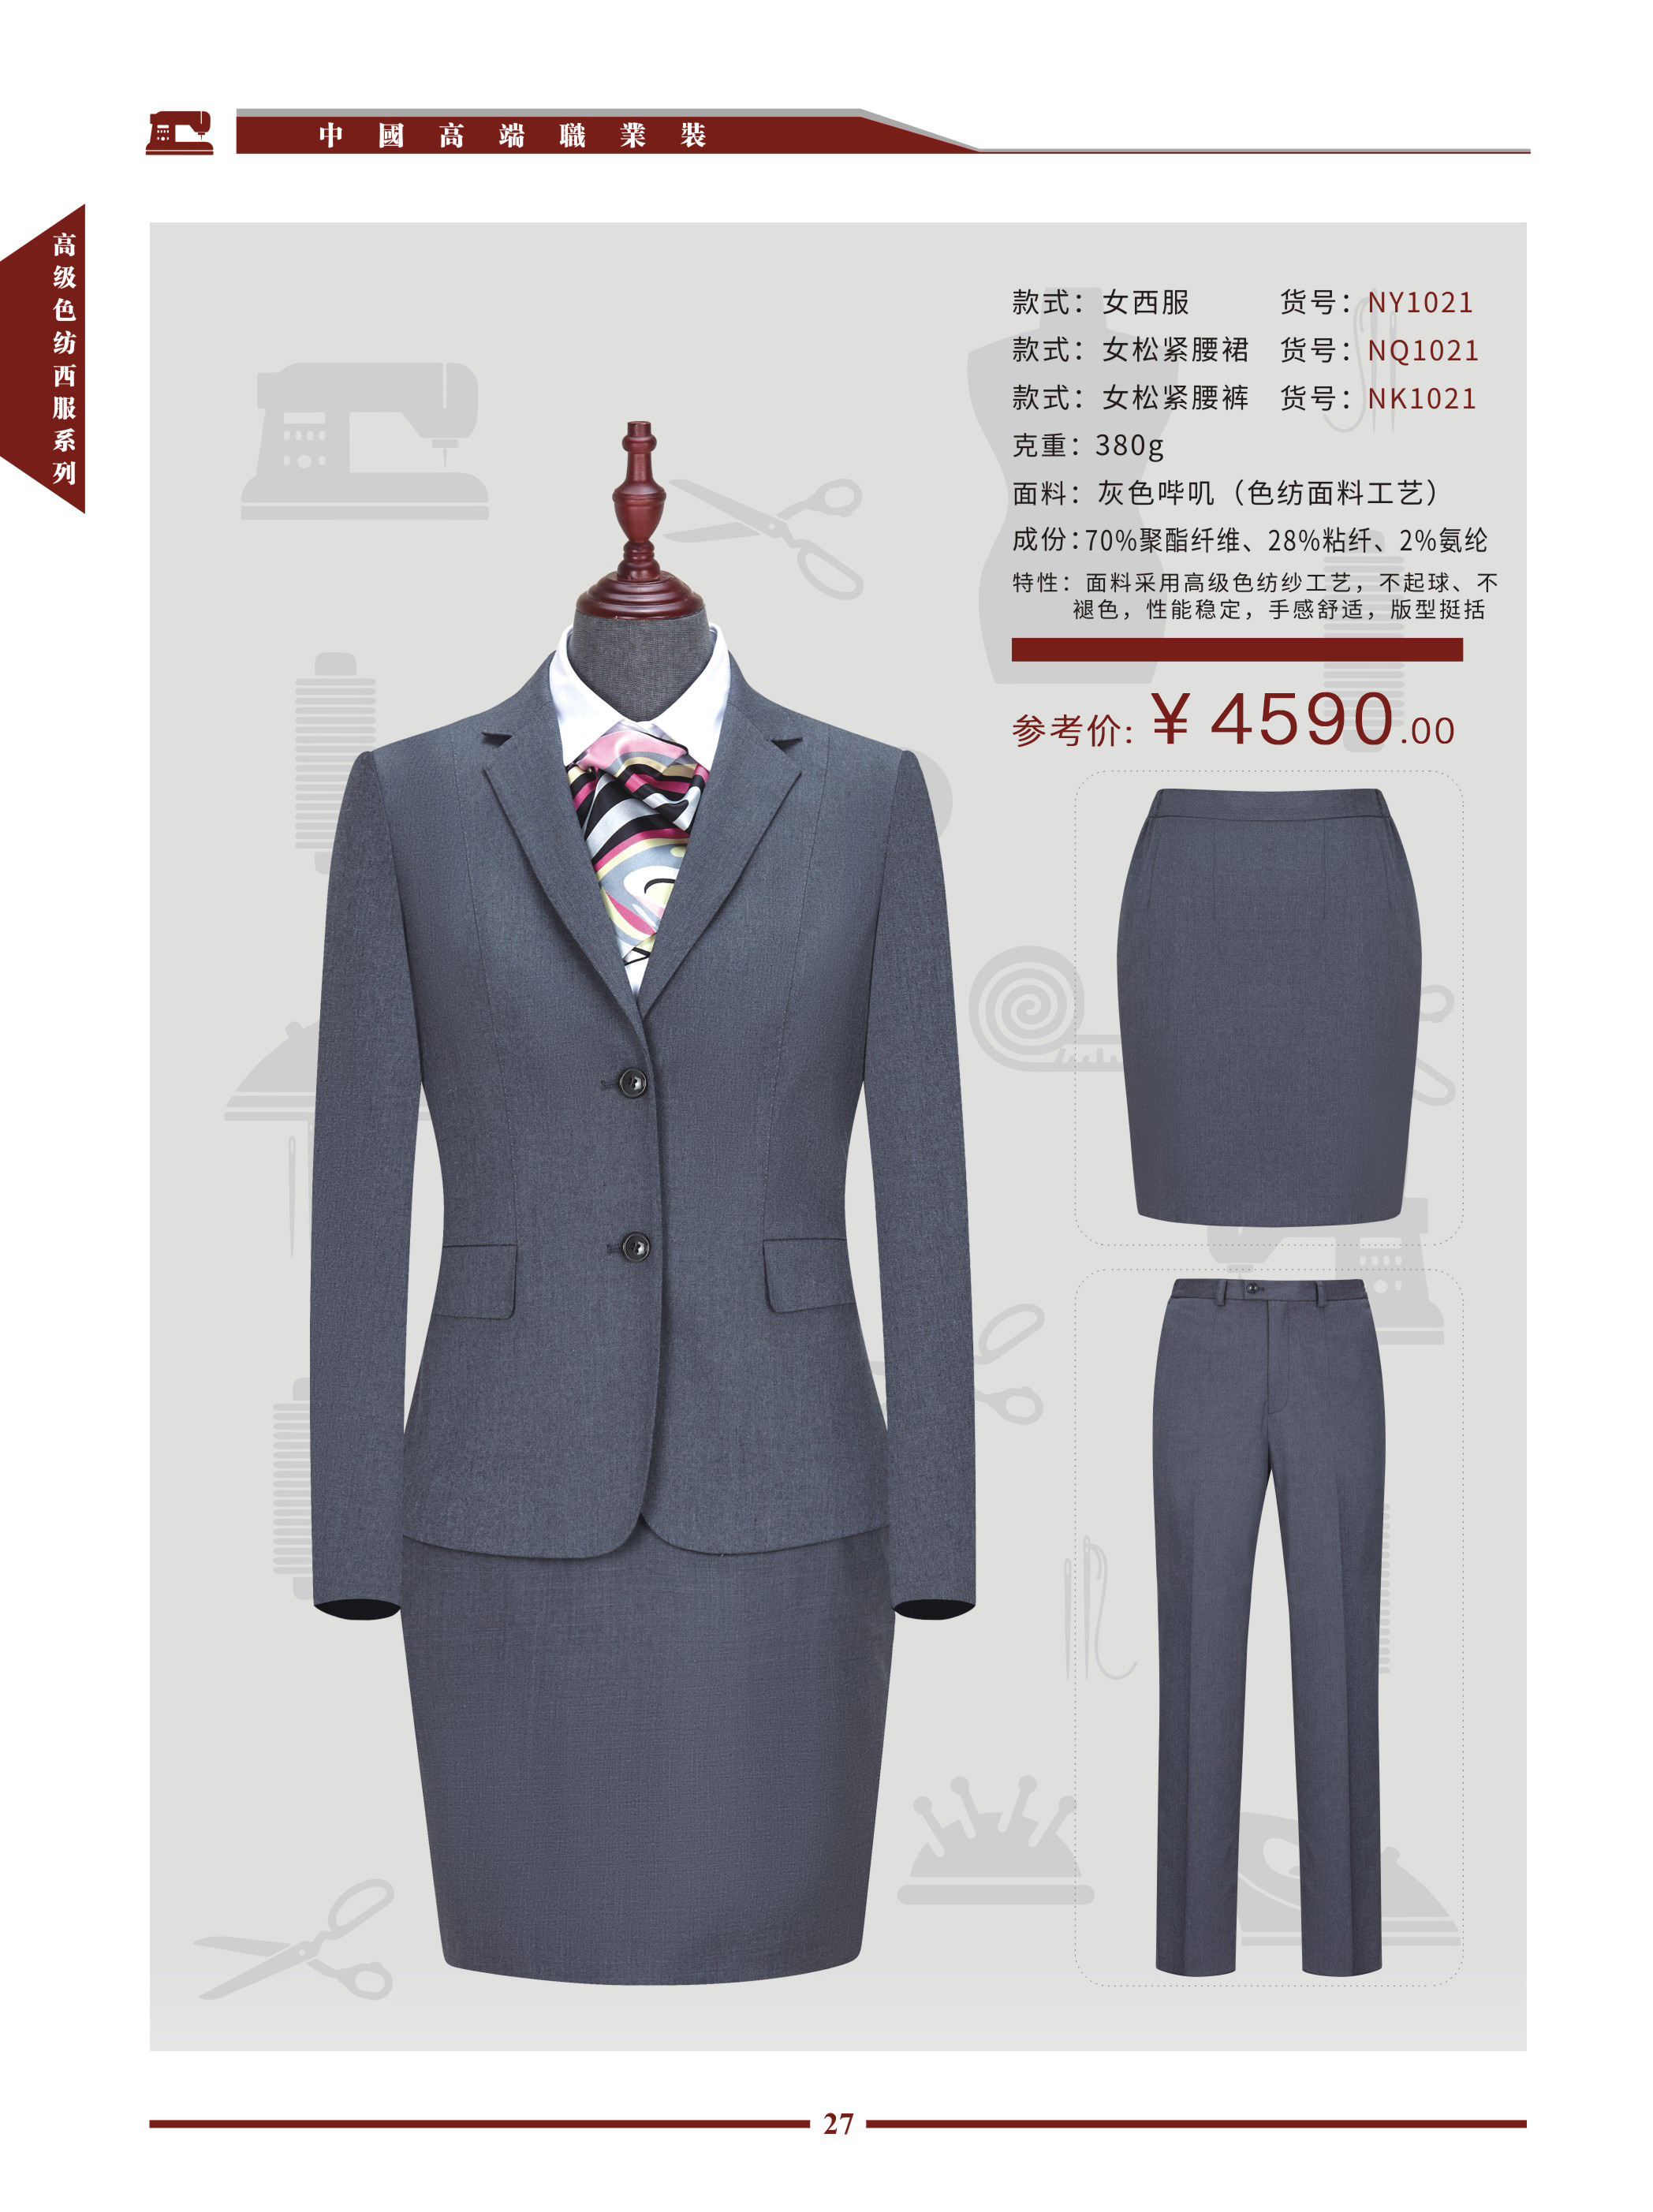 中國高端職業裝
高级色纺西服系列
款式：女西服 货号：NY1021
款式：女松紧腰裙 货号：NQ1021
款式：女松紧腰裤 货号：NK1021
克重：380g
面料：灰色哔叽（色纺面料工艺）
成份：70%聚酯纤维、28%粘纤、2%氨纶
特性：面料采用高级色纺纱工艺，不起球、不
褪色，性能稳定，手感舒适，版型挺括
参考价：¥ 4590.00
27